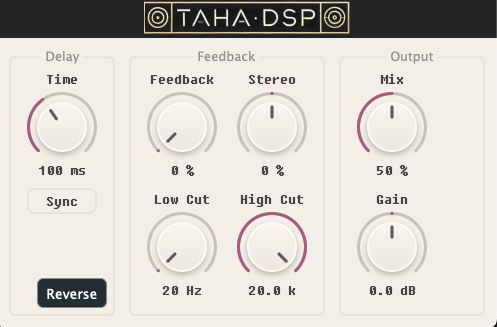 TAHA·DSP
Delay
Time
100 ms
Sync
Reverse
Feedback
Feedback
0 %
Stereo
0 %
Low Cut
20 Hz
High Cut
20.0 k
Output
Mix
50 %
Gain
0.0 dB